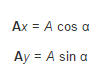 Ax = A cos α
Ay = A sin α